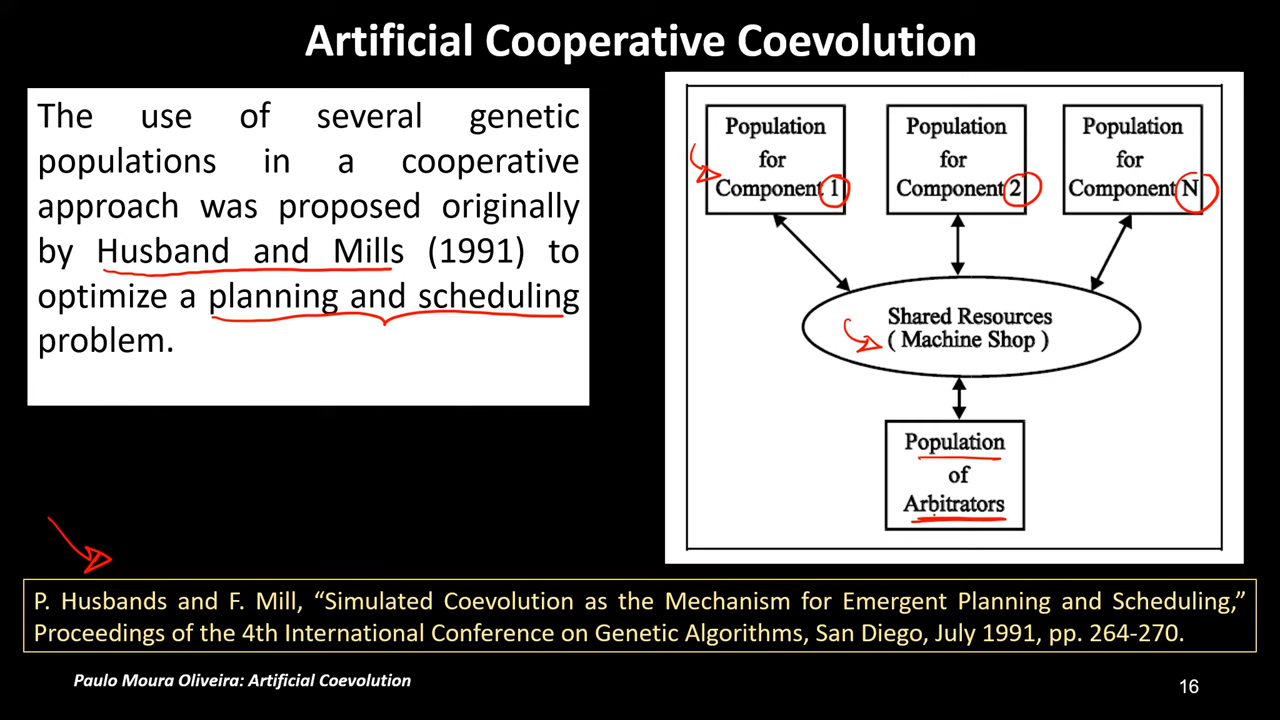 Artificial Cooperative Coevolution
The use of several genetic
populations in a cooperative
approach was proposed originally
by Husband and Mills (1991) to
optimize a planning and scheduling
problem.
Population
for
Component 1
Population
for
Component 2
Population
for
Component N
Shared Resources
( Machine Shop )
Population
of
Arbitrators
P. Husbands and F. Mill, “Simulated Coevolution as the Mechanism for Emergent Planning and Scheduling,”
Proceedings of the 4th International Conference on Genetic Algorithms, San Diego, July 1991, pp. 264-270.
Paulo Moura Oliveira: Artificial Coevolution
16